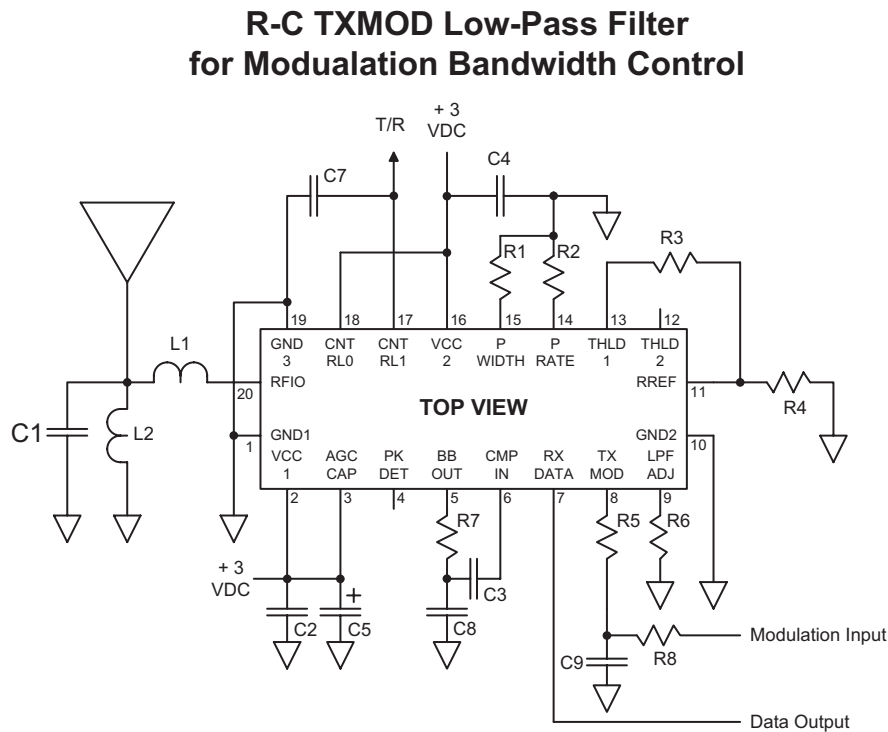 R-C TXMOD Low-Pass Filter
for Modualation Bandwidth Control
+ 3
VDC
T/R
C7
C4
R1
R2
R3
19
18
17
16
15
14
13
12
GND
3
CNT
RL0
CNT
RL1
VCC
2
P
WIDTH
P
RATE
THLD
1
THLD
2
L1
20
RFIO
RREF
11
R4
TOP VIEW
C1
L2
1
GND1
GND2
10
VCC
1
AGC
CAP
PK
DET
BB
OUT
CMP
IN
RX
DATA
TX
MOD
LPF
ADJ
2
3
4
5
6
7
8
9
R7
R5
R6
+ 3
VDC
+
C2
C5
C8
C3
C9
R8
Modulation Input
Data Output